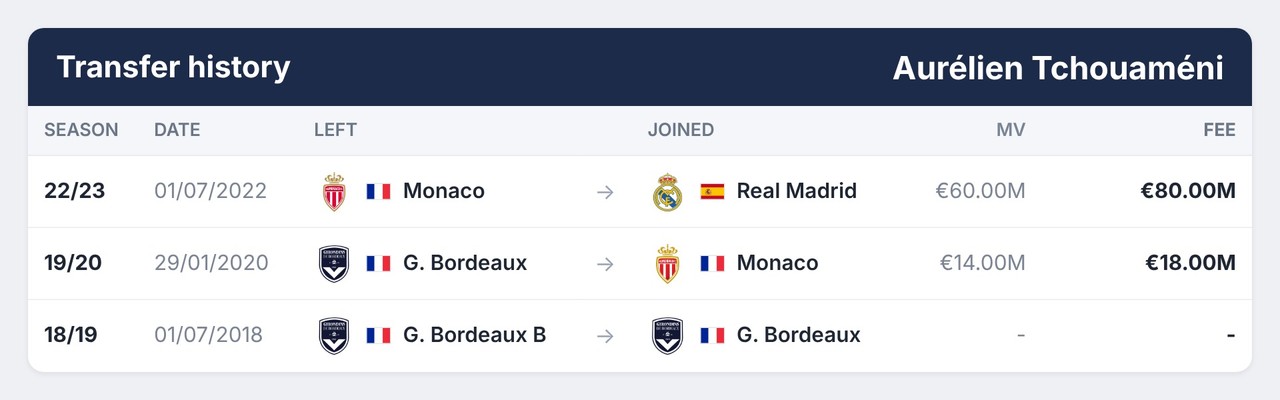 Transfer history Aurélien Tchouaméni
SEASON DATE LEFT JOINED MV FEE
22/23 01/07/2022 Monaco → Real Madrid €60.00M €80.00M
19/20 29/01/2020 G. Bordeaux → Monaco €14.00M €18.00M
18/19 01/07/2018 G. Bordeaux B → G. Bordeaux - -